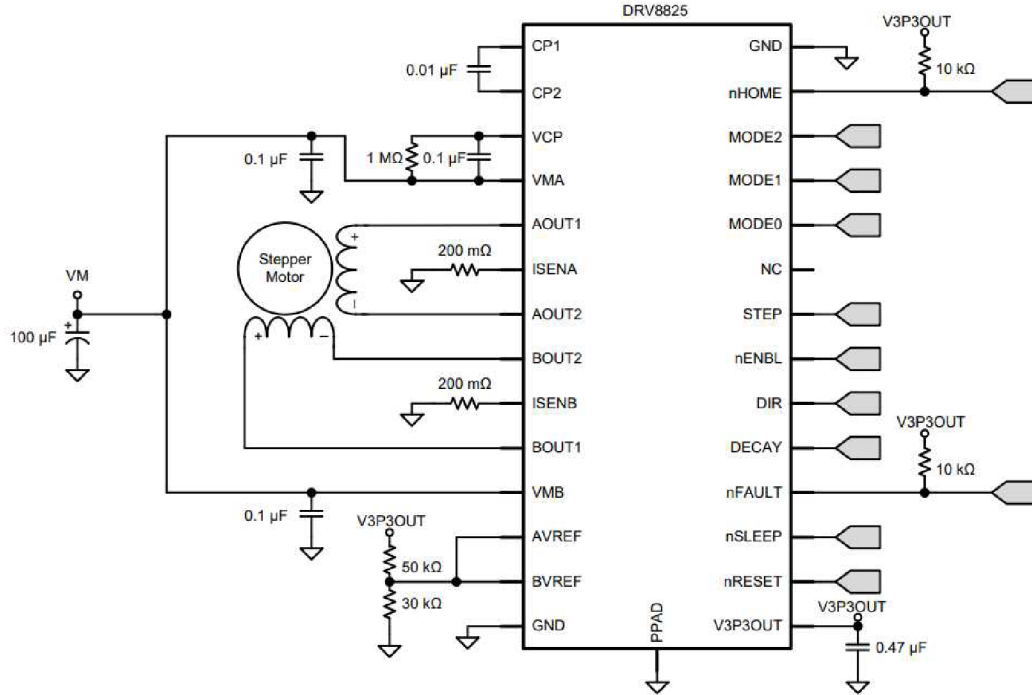 DRV8825
CP1
CP2
VCP
VMA
AOUT1
ISENA
AOUT2
BOUT2
ISENB
BOUT1
VMB
AVREF
BVREF
GND
PPAD
GND
nHOME
MODE2
MODE1
MODE0
NC
STEP
nENBL
DIR
DECAY
nFAULT
nSLEEP
nRESET
V3P3OUT
0.01 µF
0.1 µF
1 MΩ
0.1 µF
200 mΩ
Stepper
Motor
+
−
+
−
VM
+
100 µF
200 mΩ
0.1 µF
V3P3OUT
50 kΩ
30 kΩ
V3P3OUT
10 kΩ
V3P3OUT
10 kΩ
V3P3OUT
0.47 µF